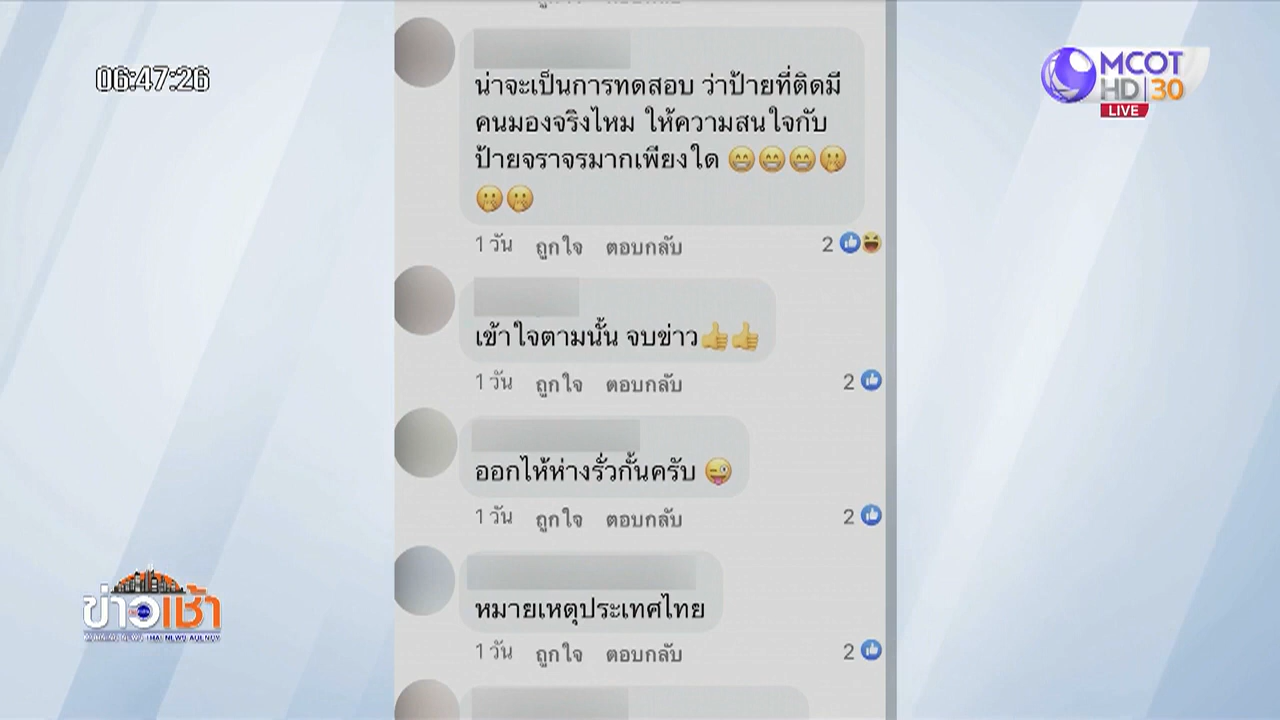 06:47:26
MCOT
HD 30
LIVE
น่าจะเป็นการทดสอบ ว่าป้ายที่ติดมี
คนมองจริงไหม ให้ความสนใจกับ
ป้ายจราจรมากเพียงใด 😁😁😁🫢
🫢🫢
1 วัน ถูกใจ ตอบกลับ 2
เข้าใจตามนั้น จบข่าว👍👍
1 วัน ถูกใจ ตอบกลับ 2
ออกไห้ห่างรั่วกั้นครับ 😜
1 วัน ถูกใจ ตอบกลับ 2
หมายเหตุประเทศไทย
1 วัน ถูกใจ ตอบกลับ 2
ข่าวเช้า
MORNING NEWS THAI NEWS AGENCY